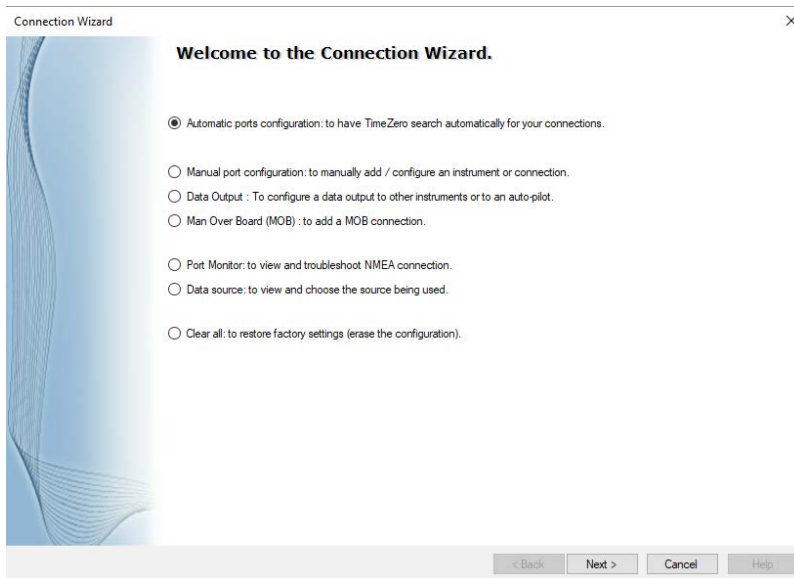 Connection Wizard
Welcome to the Connection Wizard.
Automatic ports configuration: to have TimeZero search automatically for your connections.
Manual port configuration: to manually add / configure an instrument or connection.
Data Output : To configure a data output to other instruments or to an auto-pilot.
Man Over Board (MOB) : to add a MOB connection.
Port Monitor: to view and troubleshoot NMEA connection.
Data source: to view and choose the source being used.
Clear all: to restore factory settings (erase the configuration).
< Back Next > Cancel Help